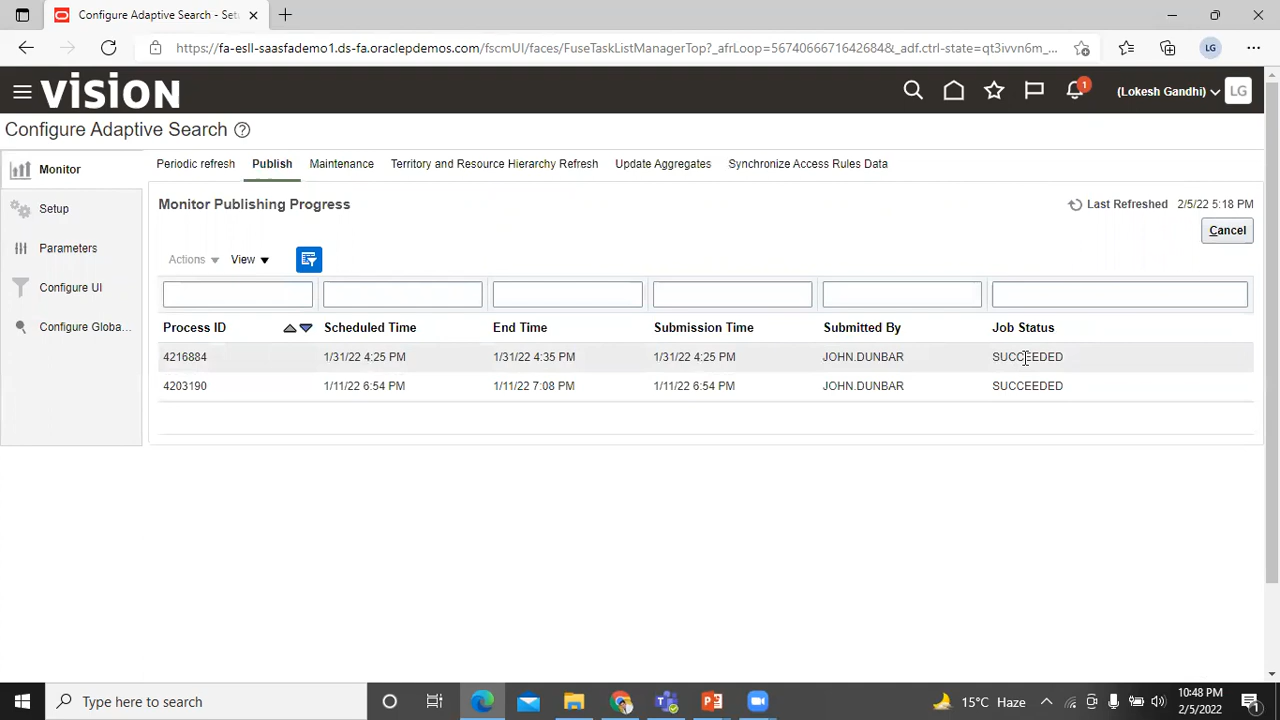 Configure Adaptive Search - Set
https://fa-esll-saasfademo1.ds-fa.oraclepdemos.com/fscmUI/faces/FuseTaskListManagerTop?_afrLoop=56740666716426848&_adf.ctrl-state=qt3ivvn6m_...
LG
vision
1
(Lokesh Gandhi)
LG
Configure Adaptive Search
Monitor
Setup
Parameters
Configure UI
Configure Globa...
Periodic refresh
Publish
Maintenance
Territory and Resource Hierarchy Refresh
Update Aggregates
Synchronize Access Rules Data
Monitor Publishing Progress
Last Refreshed 2/5/22 5:18 PM
Cancel
Actions
View
Process ID Scheduled Time End Time Submission Time Submitted By Job Status
4216884 1/31/22 4:25 PM 1/31/22 4:35 PM 1/31/22 4:25 PM JOHN.DUNBAR SUCCEEDED
4203190 1/11/22 6:54 PM 1/11/22 7:08 PM 1/11/22 6:54 PM JOHN.DUNBAR SUCCEEDED
Type here to search
15°C Haze
10:48 PM
2/5/2022
1